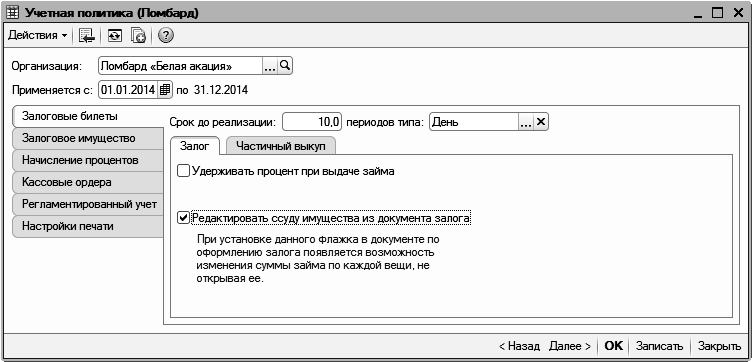 Учетная политика (Ломбард)
Действия
Организация: Ломбард «Белая акация» ...
Применяется с: 01.01.2014 по 31.12.2014
Залоговые билеты
Залоговое имущество
Начисление процентов
Кассовые ордера
Регламентированный учет
Настройки печати
Срок до реализации: 10,0 периодов типа: День ...
Залог Частичный выкуп
Удерживать процент при выдаче займа
Редактировать ссуду имущества из документа залога
При установке данного флажка в документе по
оформлению залога появляется возможность
изменения суммы займа по каждой вещи, не
открывая ее.
< Назад Далее > OK Записать Закрыть